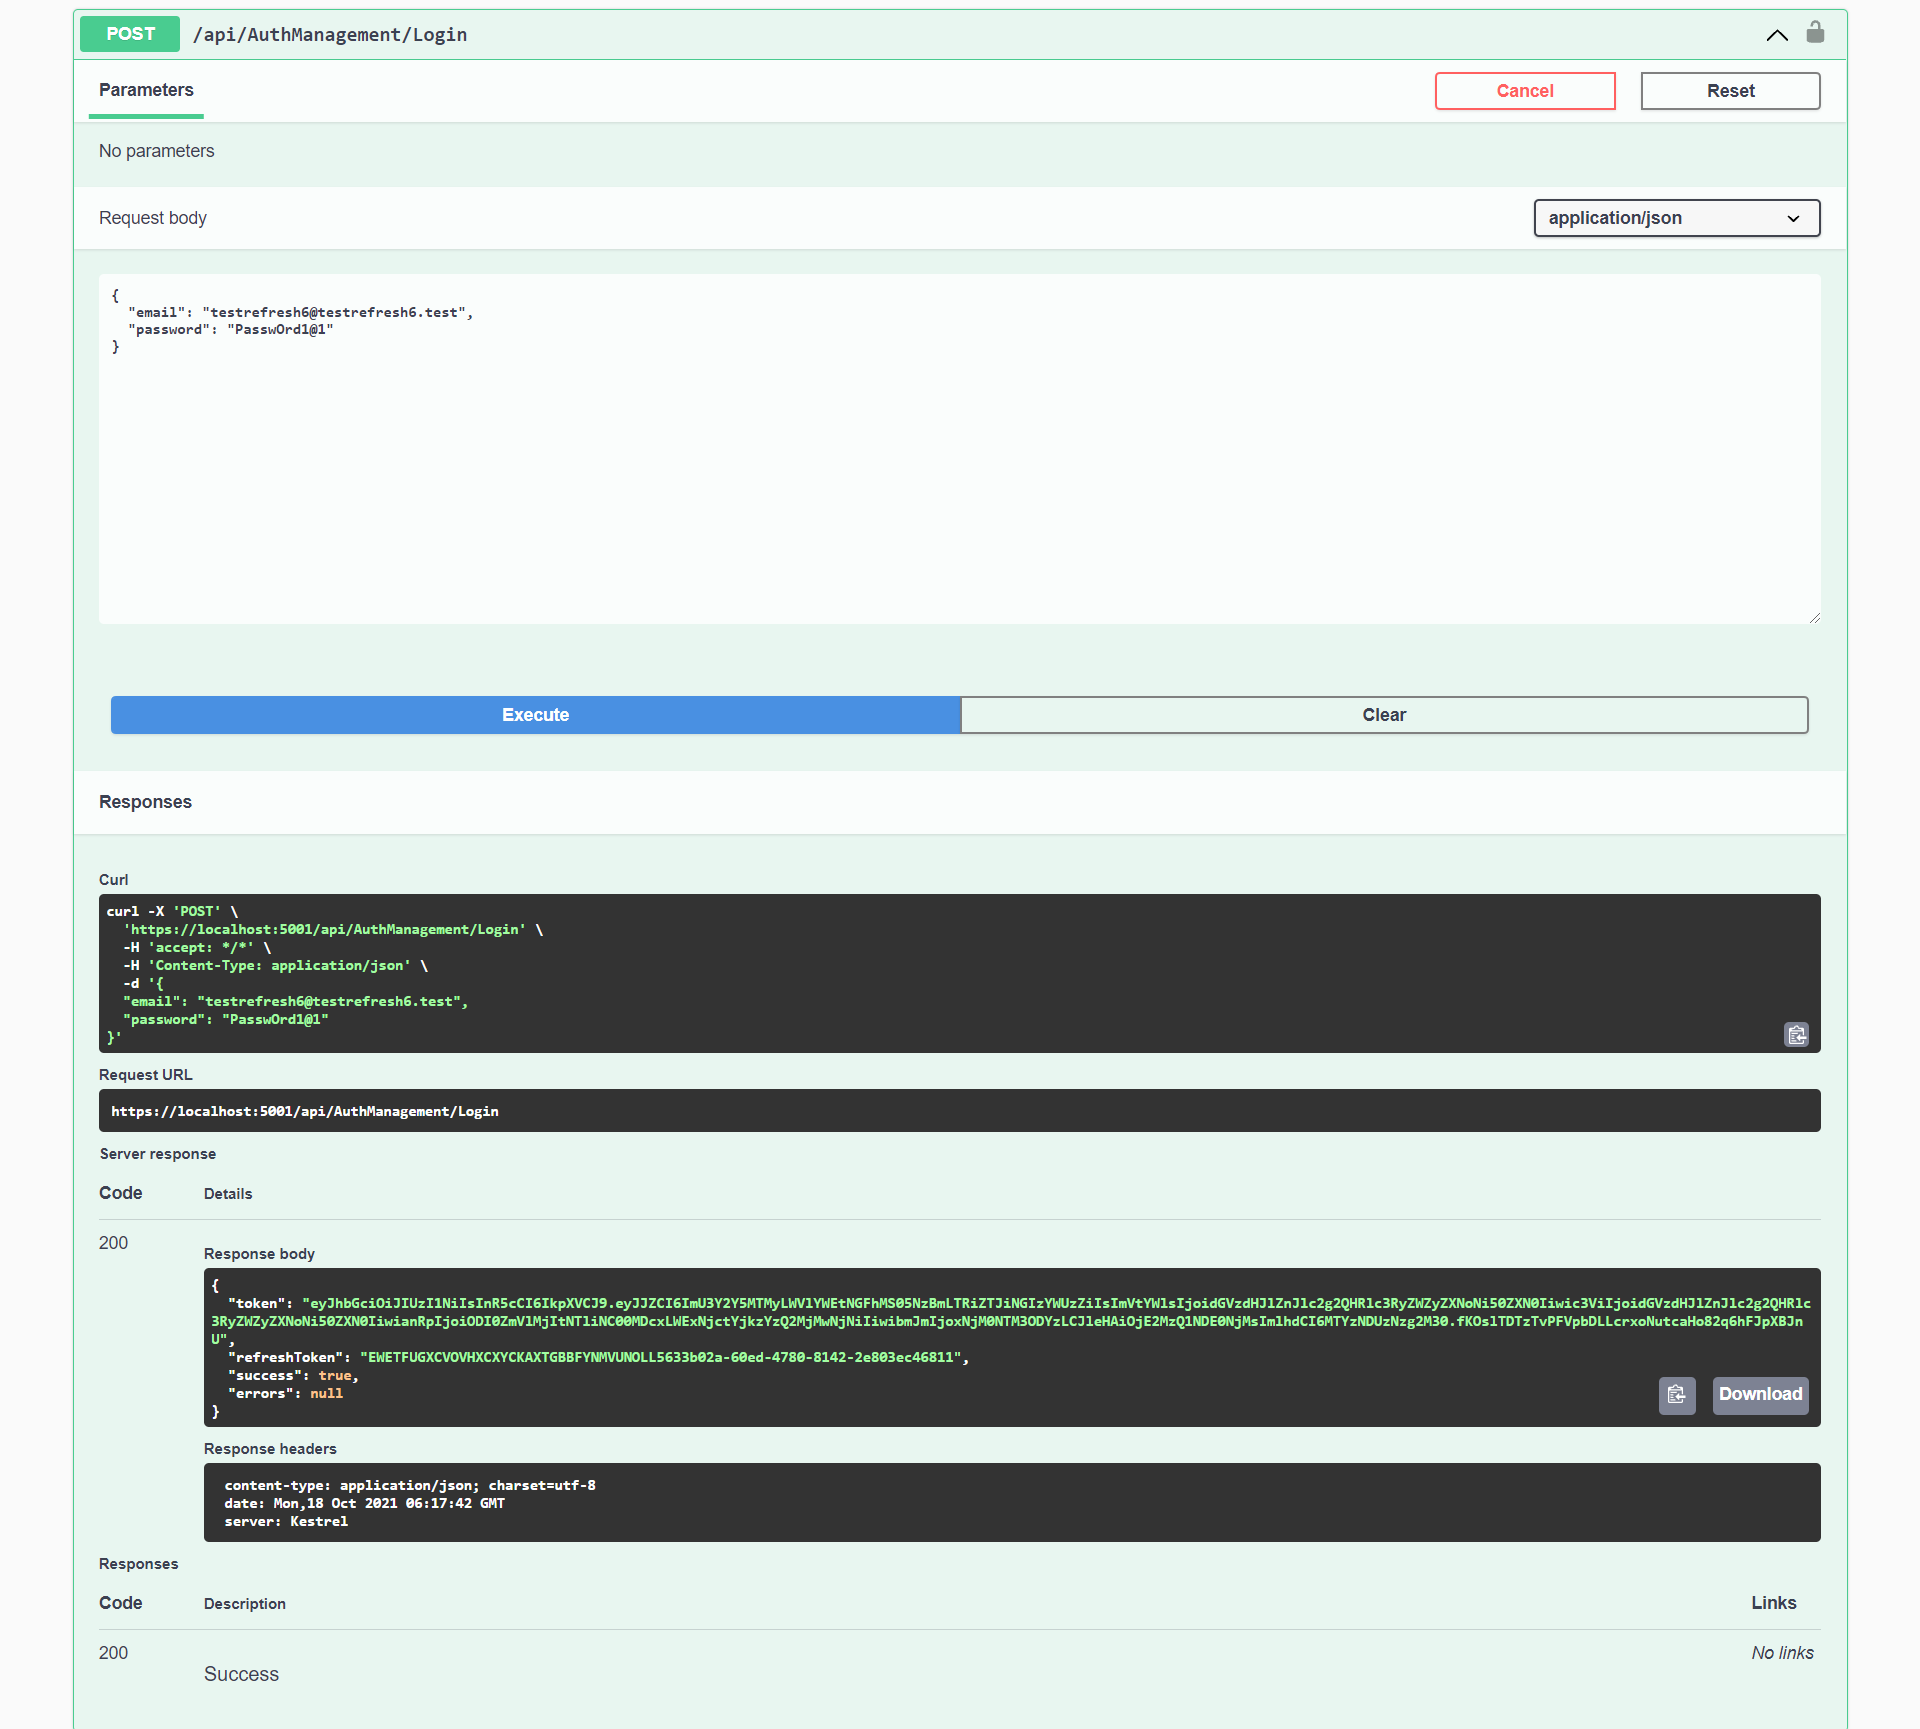 POST /api/AuthManagement/Login
Parameters
Cancel
Reset
No parameters
Request body
application/json
{
  "email": "testrefresh6@testrefresh6.test",
  "password": "PasswOrd1@1"
}
Execute
Clear
Responses
Curl
curl -X 'POST' \
  'https://localhost:5001/api/AuthManagement/Login' \
  -H 'accept: */*' \
  -H 'Content-Type: application/json' \
  -d '{
  "email": "testrefresh6@testrefresh6.test",
  "password": "PasswOrd1@1"
}'
Request URL
https://localhost:5001/api/AuthManagement/Login
Server response
Code Details
200
Response body
{
  "token": "eyJhbGciOiJIUzI1NiIsInR5cCI6IkpXVCJ9.eyJJZCI6ImU3Y2Y5MTMyLWVlYWEtNGFhMS05NzBmLTRiZTJiNGIzYWUzZiIsImVtYWlsIjoidGVzdHJlZnJlc2g2QHRlc3RyZWZyZXNoNi50ZXN0Iiwic3ViIjoidGVzdHJlZnJlc2g2QHRlc
3RyZWZyZXNoNi50ZXN0IiwianRpIjoiODI0ZmVlMjItNTliNC00MDcxLWExNjctYjkzYzQ2MjMwNjNiIiwibmJmIjoxNjM0NTM3ODYzLCJleHAiOjE2MzQ1NDE0NjMsImlhdCI6MTYzNDUzNzg2M30.fKOslTDTzTvPFVpbDLLcrxoNutcaHo82q6hFJpXBJn
U",
  "refreshToken": "EWETFUGXCVOVHXCXYCKAXTGBBFYNMVUNOLL5633b02a-60ed-4780-8142-2e803ec46811",
  "success": true,
  "errors": null
}
Download
Response headers
content-type: application/json; charset=utf-8
date: Mon,18 Oct 2021 06:17:42 GMT
server: Kestrel
Responses
Code Description Links
200 No links
Success